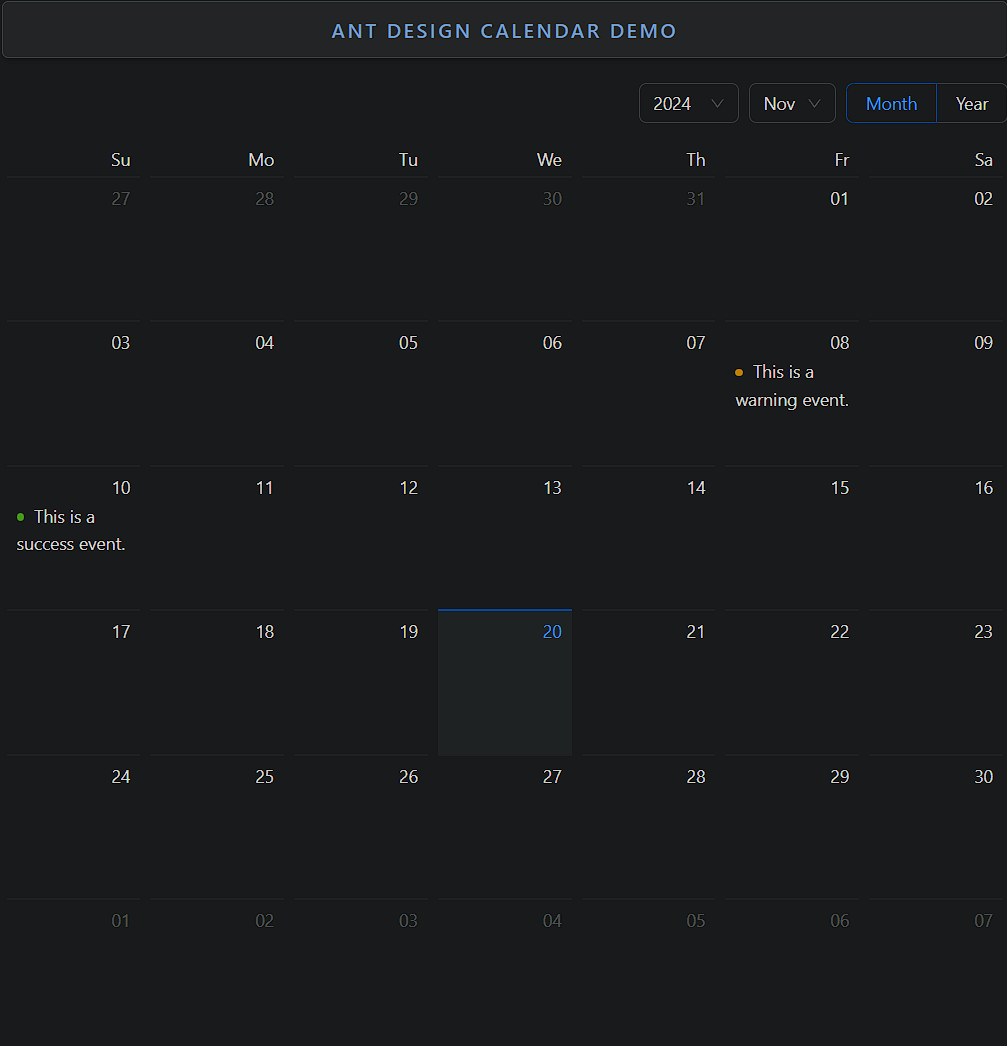 ANT DESIGN CALENDAR DEMO
2024 Nov Month Year
Su Mo Tu We Th Fr Sa
27 28 29 30 31 01 02
03 04 05 06 07 08 09
This is a
warning event.
10 11 12 13 14 15 16
This is a
success event.
17 18 19 20 21 22 23
24 25 26 27 28 29 30
01 02 03 04 05 06 07